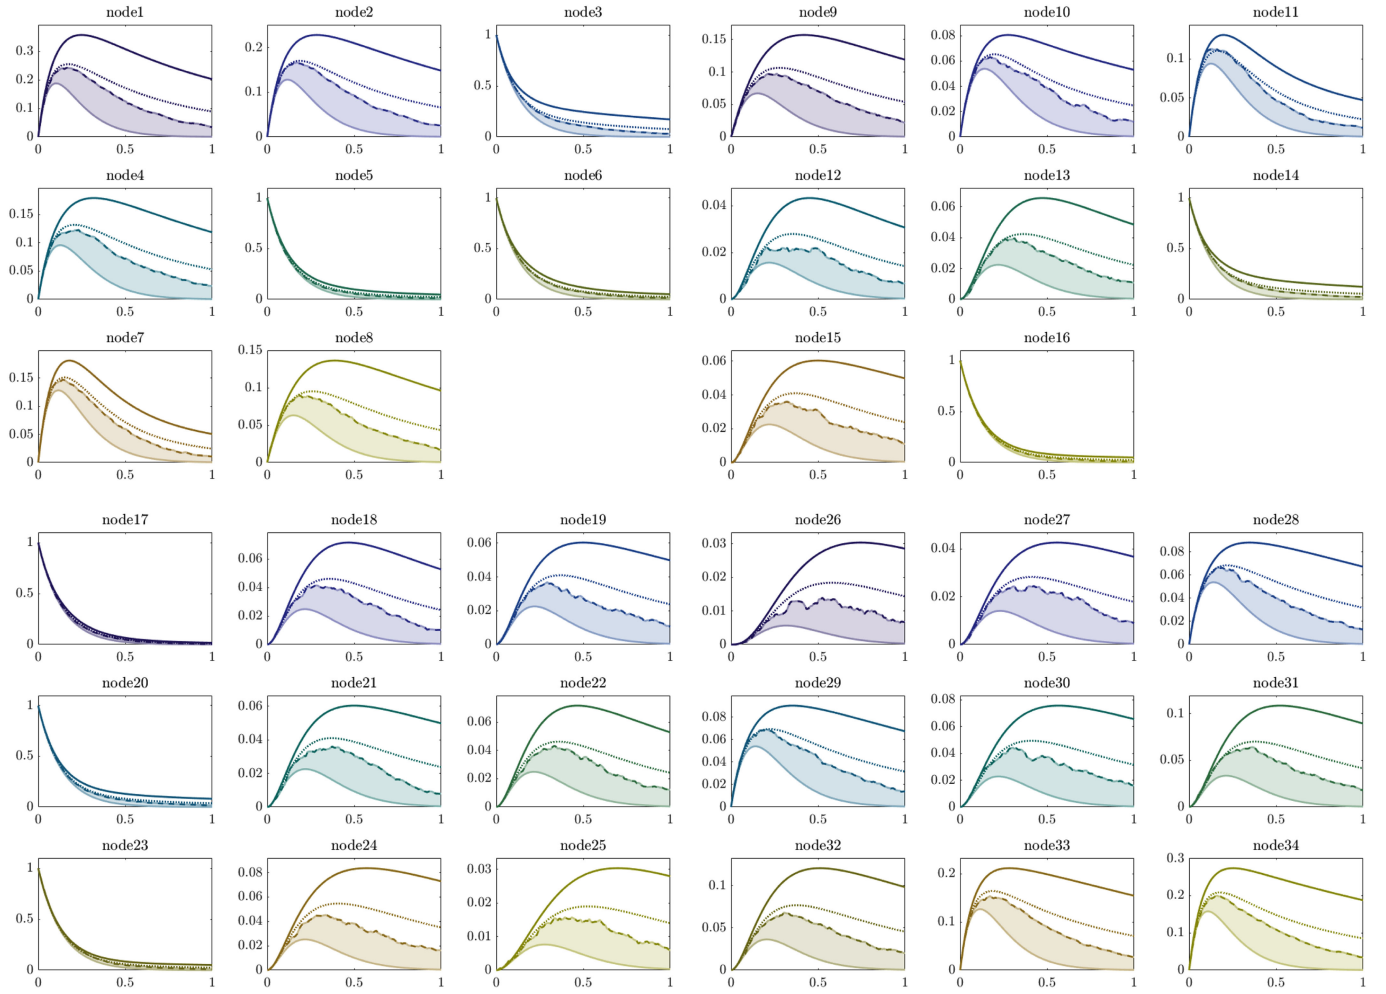 node1 node2 node3 node9 node10 node11
0.3 0.2 0.1 0 0 0.5 1
0.2 0.1 0 0 0.5 1
1 0.5 0 0 0.5 1
0.15 0.1 0.05 0 0 0.5 1
0.08 0.06 0.04 0.02 0 0 0.5 1
0.1 0.05 0 0 0.5 1
node4 node5 node6 node12 node13 node14
0.15 0.1 0.05 0 0 0.5 1
1 0.5 0 0 0.5 1
1 0.5 0 0 0.5 1
0.04 0.02 0 0 0.5 1
0.06 0.04 0.02 0 0 0.5 1
1 0.5 0 0 0.5 1
node7 node8 node15 node16
0.15 0.1 0.05 0 0 0.5 1
0.15 0.1 0.05 0 0 0.5 1
0.06 0.04 0.02 0 0 0.5 1
1 0.5 0 0 0.5 1
node17 node18 node19 node26 node27 node28
1 0.5 0 0 0.5 1
0.06 0.04 0.02 0 0 0.5 1
0.06 0.04 0.02 0 0 0.5 1
0.03 0.02 0.01 0 0 0.5 1
0.04 0.02 0 0 0.5 1
0.08 0.06 0.04 0.02 0 0 0.5 1
node20 node21 node22 node29 node30 node31
1 0.5 0 0 0.5 1
0.06 0.04 0.02 0 0 0.5 1
0.06 0.04 0.02 0 0 0.5 1
0.08 0.06 0.04 0.02 0 0 0.5 1
0.08 0.06 0.04 0.02 0 0 0.5 1
0.1 0.05 0 0 0.5 1
node23 node24 node25 node32 node33 node34
1 0.5 0 0 0.5 1
0.08 0.06 0.04 0.02 0 0 0.5 1
0.03 0.02 0.01 0 0 0.5 1
0.1 0.05 0 0 0.5 1
0.2 0.1 0 0 0.5 1
0.3 0.2 0.1 0 0 0.5 1